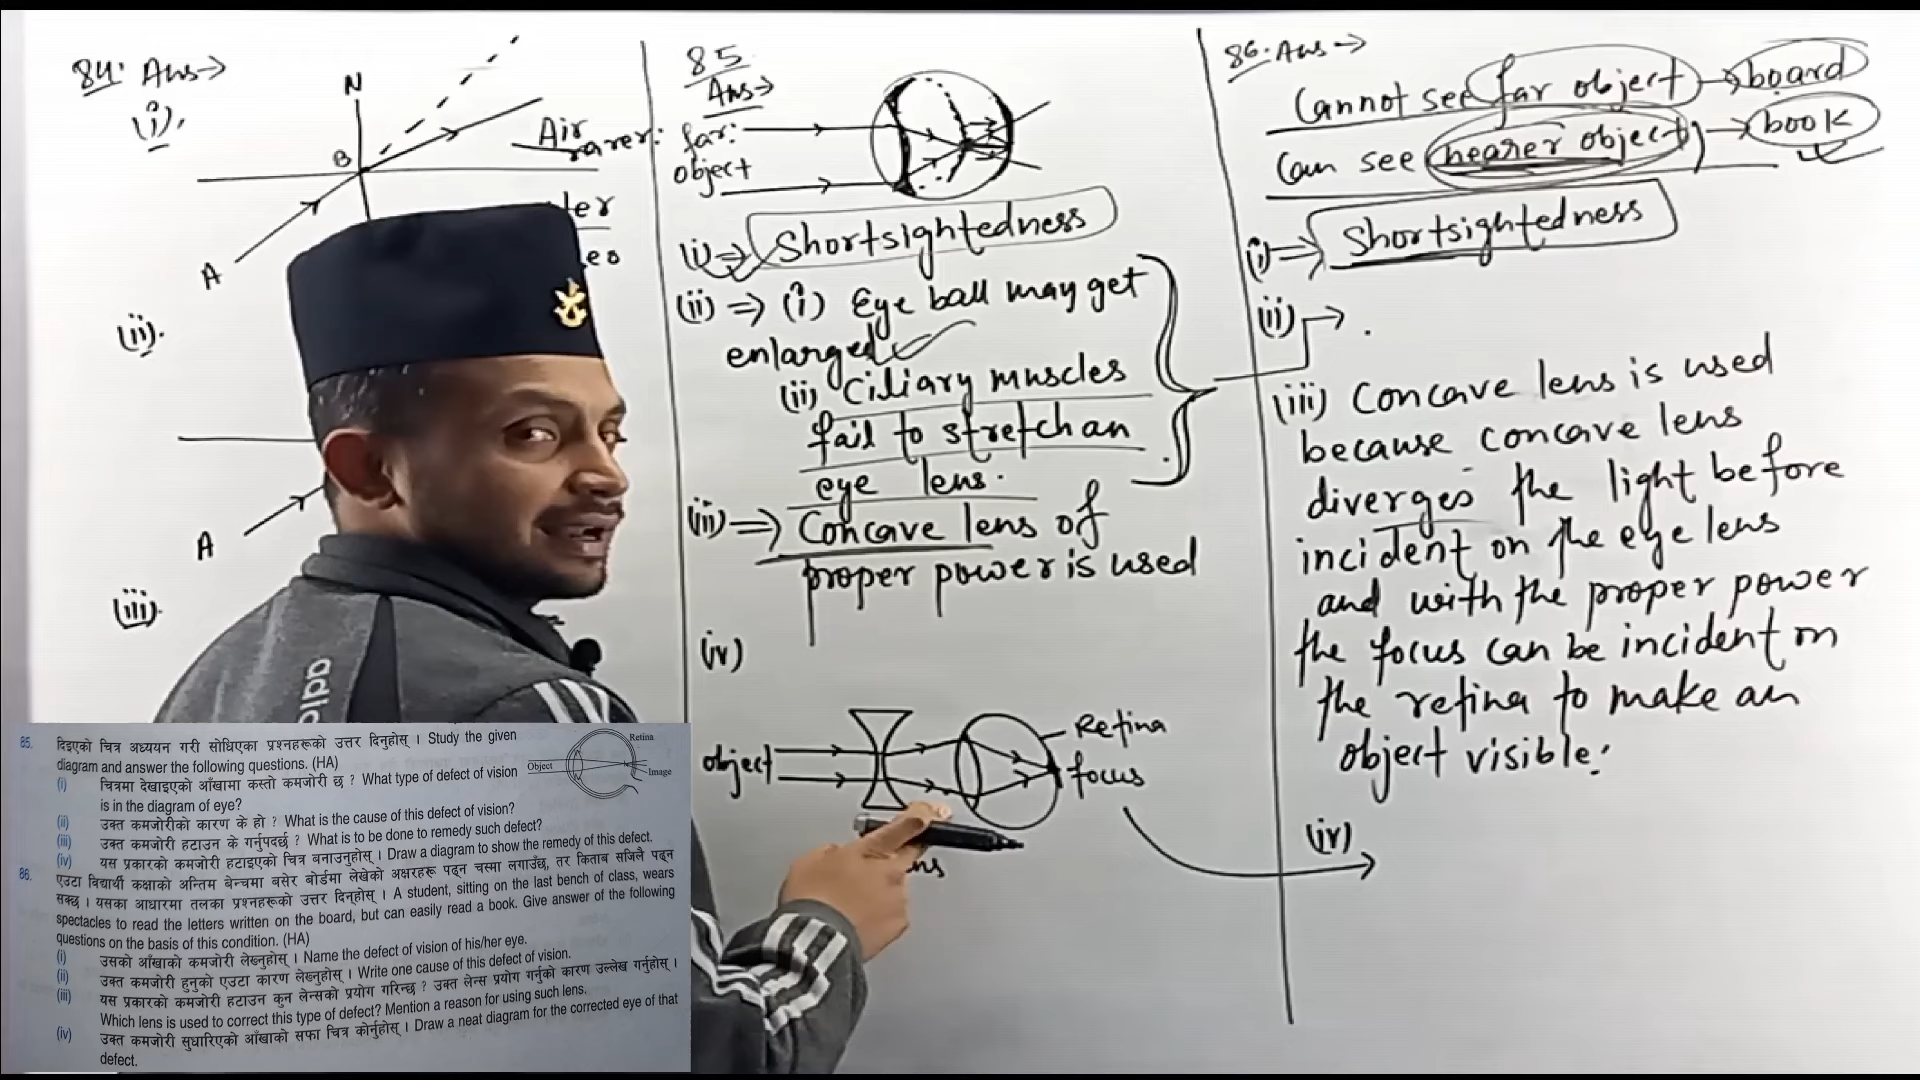 84. Ans→
(i).
N
B
A
Air
rarer:
(ii).
A
(iii).
85
Ans→
far:
object
(i)⇒ Shortsightedness
(ii) ⇒ (i) Eye ball may get
enlarged
(ii) Ciliary muscles
fail to stretch an
eye lens.
(iii) ⇒ Concave lens of
proper power is used
(iv)
object
Retina
focus
86. Ans→
Cannot see far object → board
Can see (nearer object) → book
(i) ⇒ Shortsightedness
(ii) → .
(iii) Concave lens is used
because concave lens
diverges the light before
incident on the eye lens
and with the proper power
the focus can be incident on
the retina to make an
object visible.
(iv)
adid
85. दिइएको चित्र अध्ययन गरी सोधिएका प्रश्नहरूको उत्तर दिनुहोस् । Study the given
diagram and answer the following questions. (HA)
Object
Retina
Image
(i) चित्रमा देखाइएको आँखामा कस्तो कमजोरी छ ? What type of defect of vision
is in the diagram of eye?
(ii) उक्त कमजोरीको कारण के हो ? What is the cause of this defect of vision?
(iii) उक्त कमजोरी हटाउन के गर्नुपर्दछ ? What is to be done to remedy such defect?
(iv) यस प्रकारको कमजोरी हटाइएको चित्र बनाउनुहोस् । Draw a diagram to show the remedy of this defect.
86. एउटा विद्यार्थी कक्षाको अन्तिम बेन्चमा बसेर बोर्डमा लेखेको अक्षरहरू पढ्न चस्मा लगाउँछ, तर किताब सजिलै पढ्न
सक्छ । यसका आधारमा तलका प्रश्नहरूको उत्तर दिनुहोस् । A student, sitting on the last bench of class, wears
spectacles to read the letters written on the board, but can easily read a book. Give answer of the following
questions on the basis of this condition. (HA)
(i) उसको आँखाको कमजोरी लेख्नुहोस् । Name the defect of vision of his/her eye.
(ii) उक्त कमजोरी हुनुको एउटा कारण लेख्नुहोस् । Write one cause of this defect of vision.
(iii) यस प्रकारको कमजोरी हटाउन कुन लेन्सको प्रयोग गरिन्छ ? उक्त लेन्स प्रयोग गर्नुको कारण उल्लेख गर्नुहोस् ।
Which lens is used to correct this type of defect? Mention a reason for using such lens.
(iv) उक्त कमजोरी सुधारिएको आँखाको सफा चित्र कोर्नुहोस् । Draw a neat diagram for the corrected eye of that
defect.